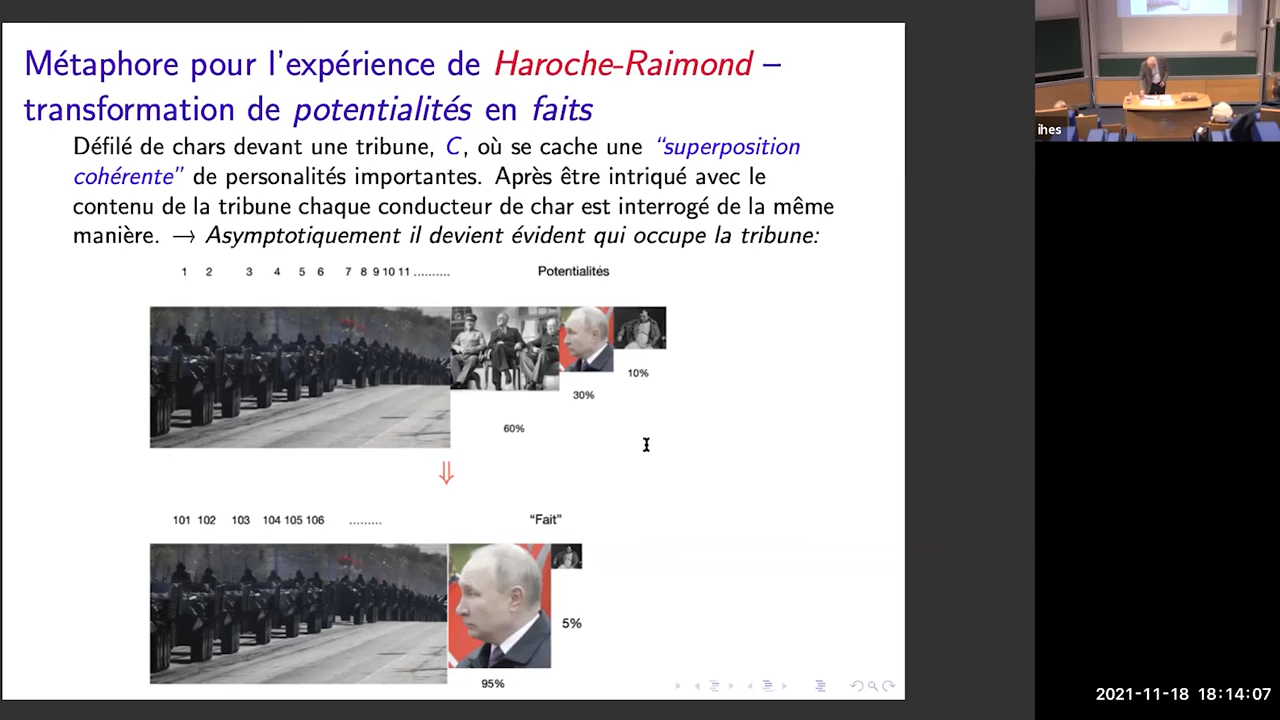 Métaphore pour l'expérience de Haroche-Raimond –
transformation de potentialités en faits
Défilé de chars devant une tribune, C, où se cache une "superposition
cohérente" de personalités importantes. Après être intriqué avec le
contenu de la tribune chaque conducteur de char est interrogé de la même
manière. → Asymptotiquement il devient évident qui occupe la tribune:
1 2 3 4 5 6 7 8 9 10 11 .......... Potentialités
10%
30%
60%
⇓
101 102 103 104 105 106 ......... "Fait"
5%
95%
ihes
2021-11-18 18:14:07